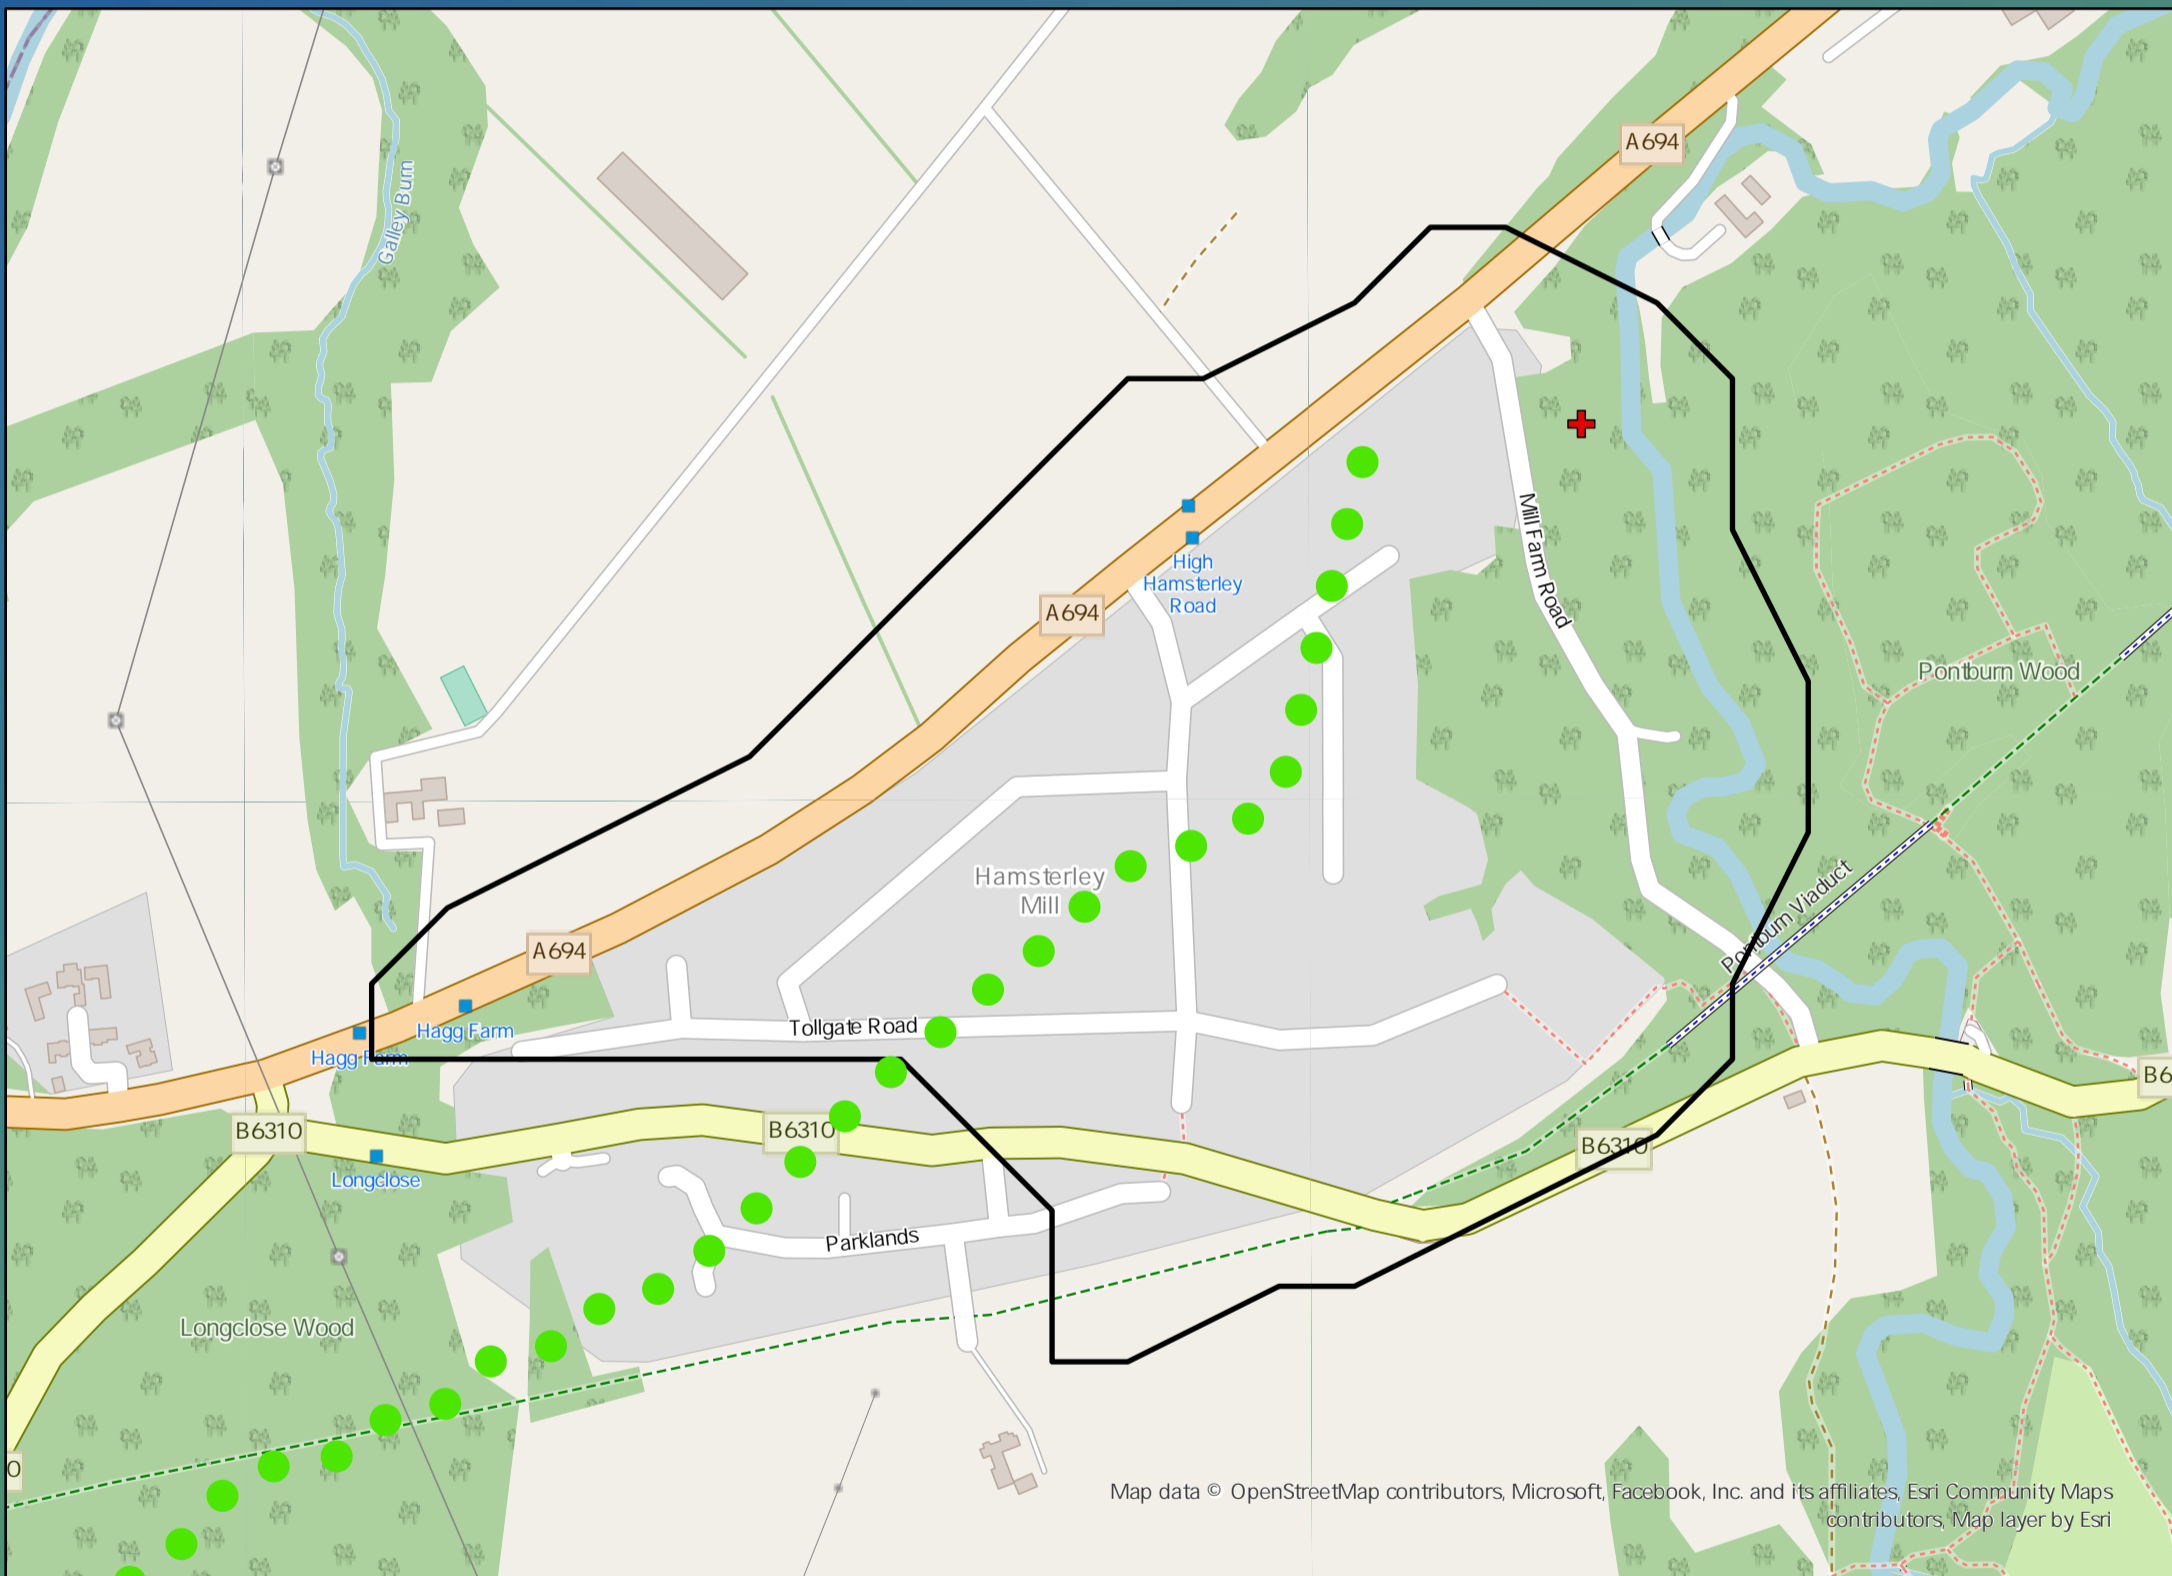 A694
Galley Burn
High
Hamsterley
Road
A694
Mill Farm Road
Pontburn Wood
Hamsterley
Mill
Pontburn Viaduct
A694
Hagg Farm
Hagg Farm
Tollgate Road
B6310
B6310
B6310
B6
Longclose
Parklands
Longclose Wood
0
Map data © OpenStreetMap contributors, Microsoft, Facebook, Inc. and its affiliates, Esri Community Maps
contributors, Map layer by Esri